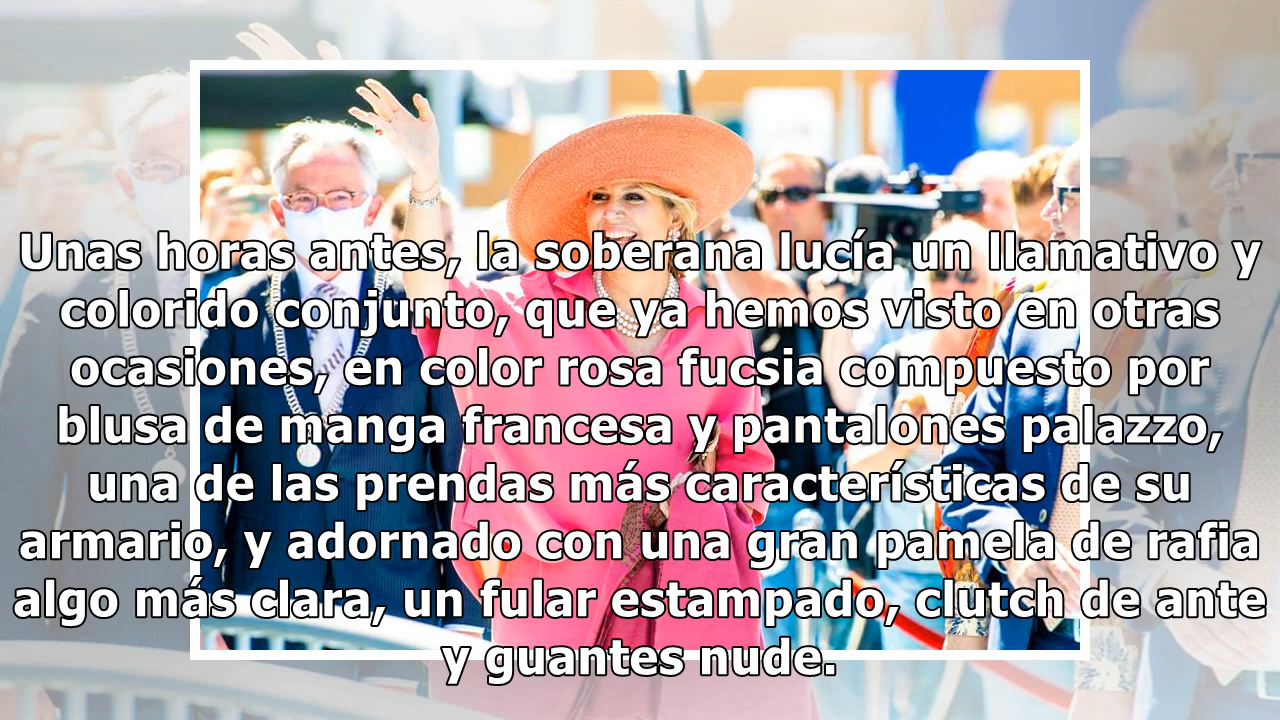 Unas horas antes, la soberana lucía un llamativo y
colorido conjunto, que ya hemos visto en otras
ocasiones, en color rosa fucsia compuesto por
blusa de manga francesa y pantalones palazzo,
una de las prendas más características de su
armario, y adornado con una gran pamela de rafia
algo más clara, un fular estampado, clutch de ante
y guantes nude.